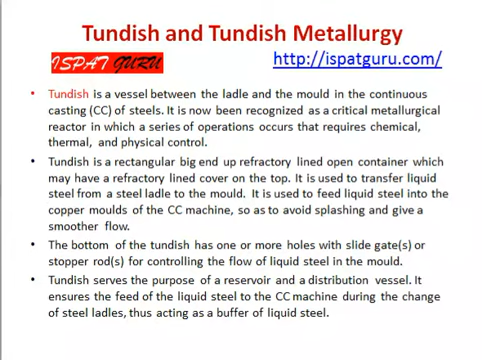 Tundish and Tundish Metallurgy
ISPAT GURU
http://ispatguru.com/
• Tundish is a vessel between the ladle and the mould in the continuous
casting (CC) of steels. It is now been recognized as a critical metallurgical
reactor in which a series of operations occurs that requires chemical,
thermal, and physical control.
• Tundish is a rectangular big end up refractory lined open container which
may have a refractory lined cover on the top. It is used to transfer liquid
steel from a steel ladle to the mould. It is used to feed liquid steel into the
copper moulds of the CC machine, so as to avoid splashing and give a
smoother flow.
• The bottom of the tundish has one or more holes with slide gate(s) or
stopper rod(s) for controlling the flow of liquid steel in the mould.
• Tundish serves the purpose of a reservoir and a distribution vessel. It
ensures the feed of the liquid steel to the CC machine during the change
of steel ladles, thus acting as a buffer of liquid steel.